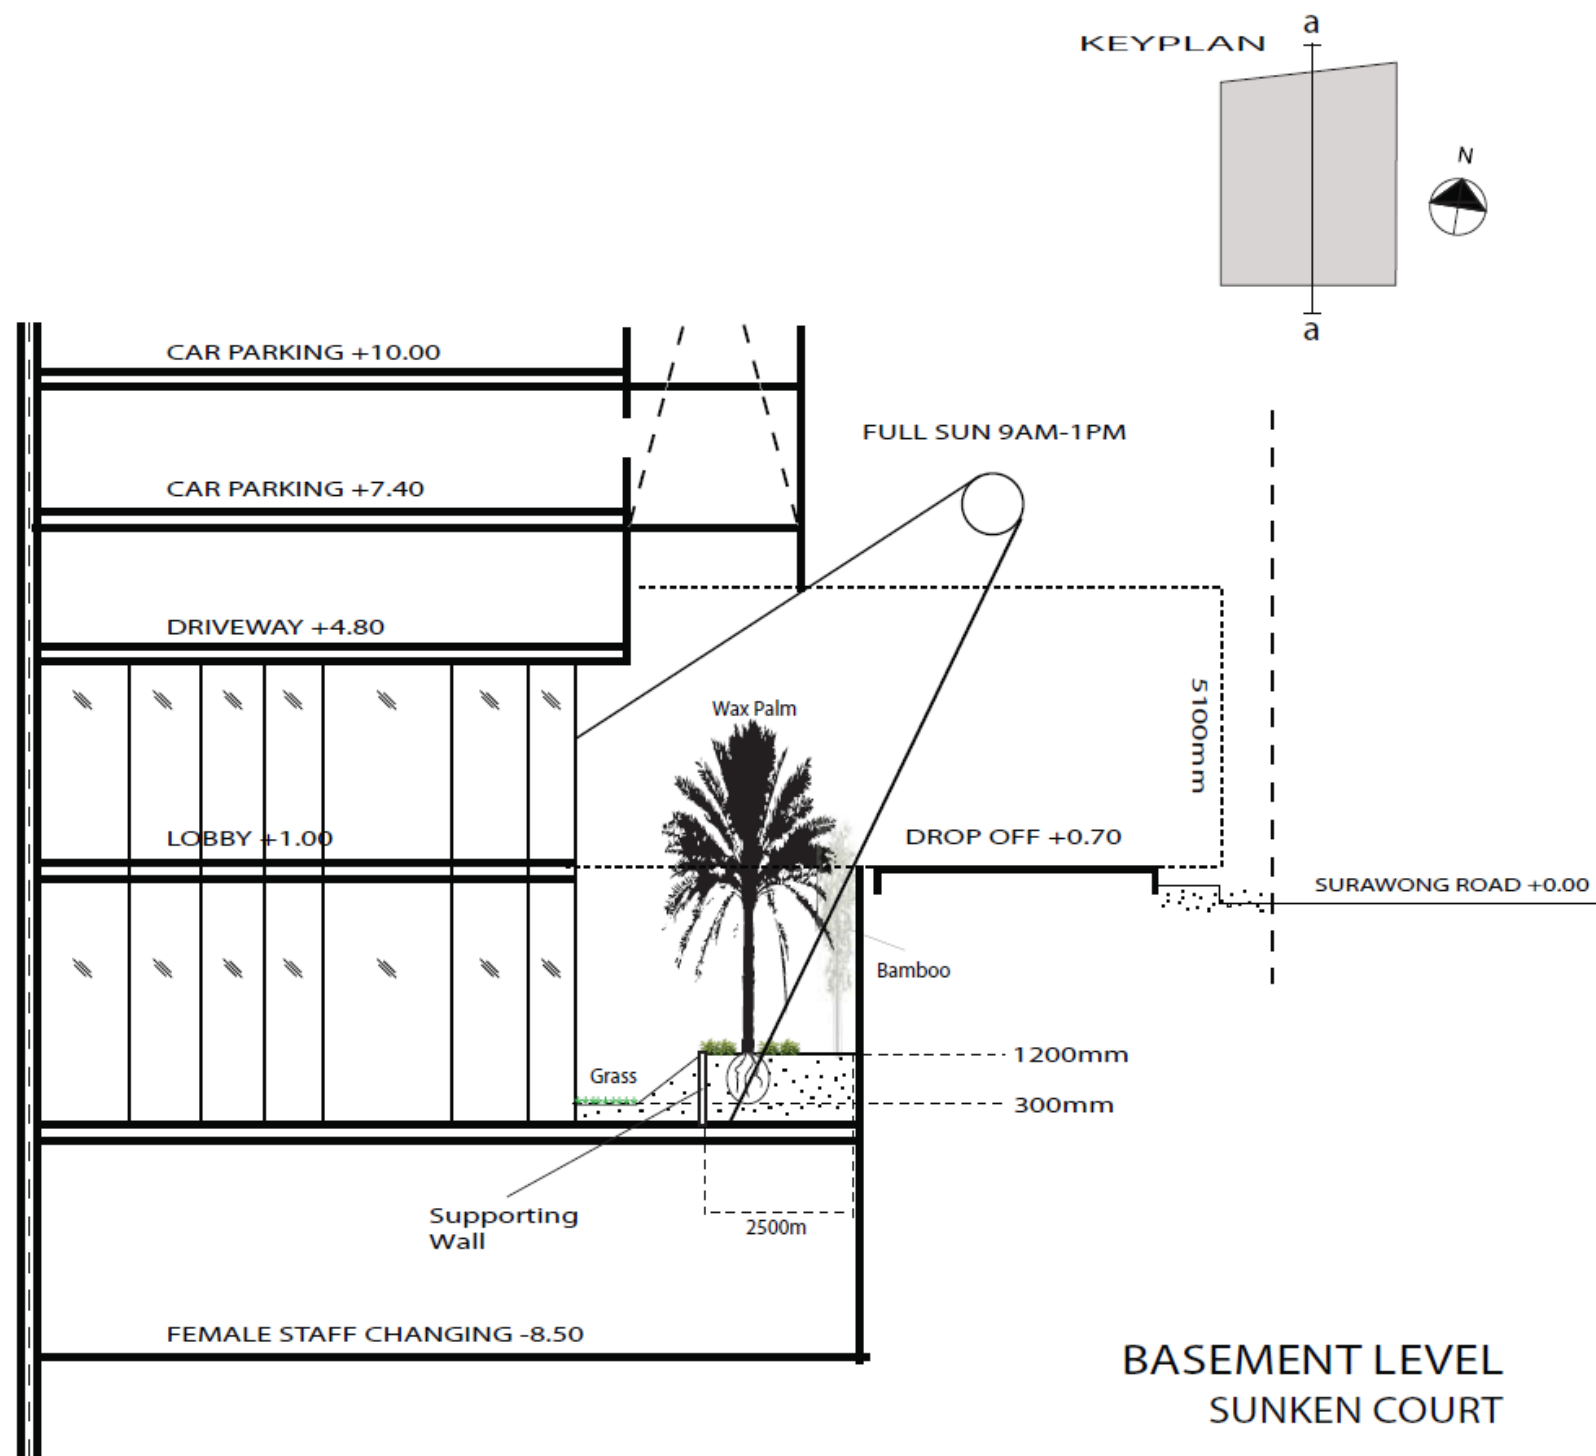 a
KEYPLAN
N
a
CAR PARKING +10.00
FULL SUN 9AM-1PM
CAR PARKING +7.40
DRIVEWAY +4.80
5100mm
Wax Palm
LOBBY +1.00
DROP OFF +0.70
SURAWONG ROAD +0.00
Bamboo
1200mm
Grass
300mm
Supporting
Wall
2500m
FEMALE STAFF CHANGING -8.50
BASEMENT LEVEL
SUNKEN COURT